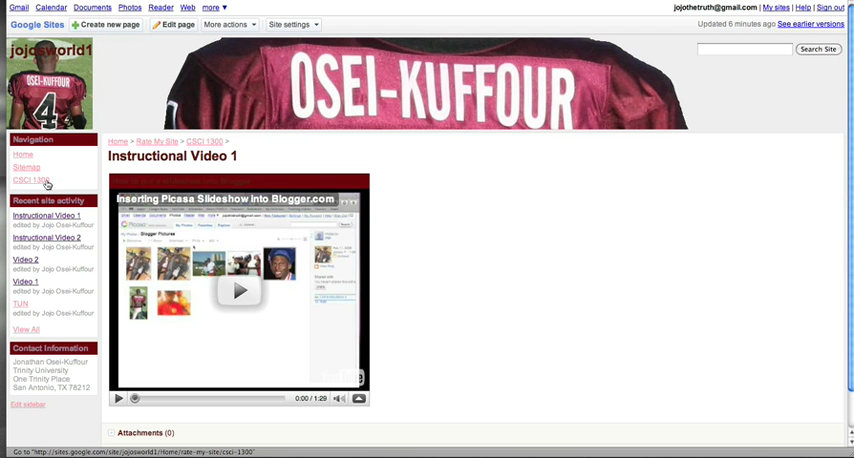 Gmail Calendar Documents Photos Reader Web more ▼
jojothetruth@gmail.com | My sites | Help | Sign out
Google Sites Create new page Edit page More actions Site settings
Updated 6 minutes ago See earlier versions
jojosworld1
Search Site
OSEI-KUFFOUR
OSEI-KUFFOUR
4
Navigation
Home
Sitemap
CSCI 1300
Recent site activity
Instructional Video 1
edited by Jojo Osei-Kuffour
Instructional Video 2
edited by Jojo Osei-Kuffour
Video 2
edited by Jojo Osei-Kuffour
Video 1
edited by Jojo Osei-Kuffour
TUN
edited by Jojo Osei-Kuffour
View All
Contact Information
Jonathan Osei-Kuffour
Trinity University
One Trinity Place
San Antonio, TX 78212
Edit sidebar
Home > Rate My Site > CSCI 1300 >
Instructional Video 1
Inserting Picasa Slideshow into Blogger.com
Picasa
Blogger Pictures
0:00 / 1:29
Attachments (0)
Go to "http://sites.google.com/site/jojosworld1/Home/rate-my-site/csci-1300"